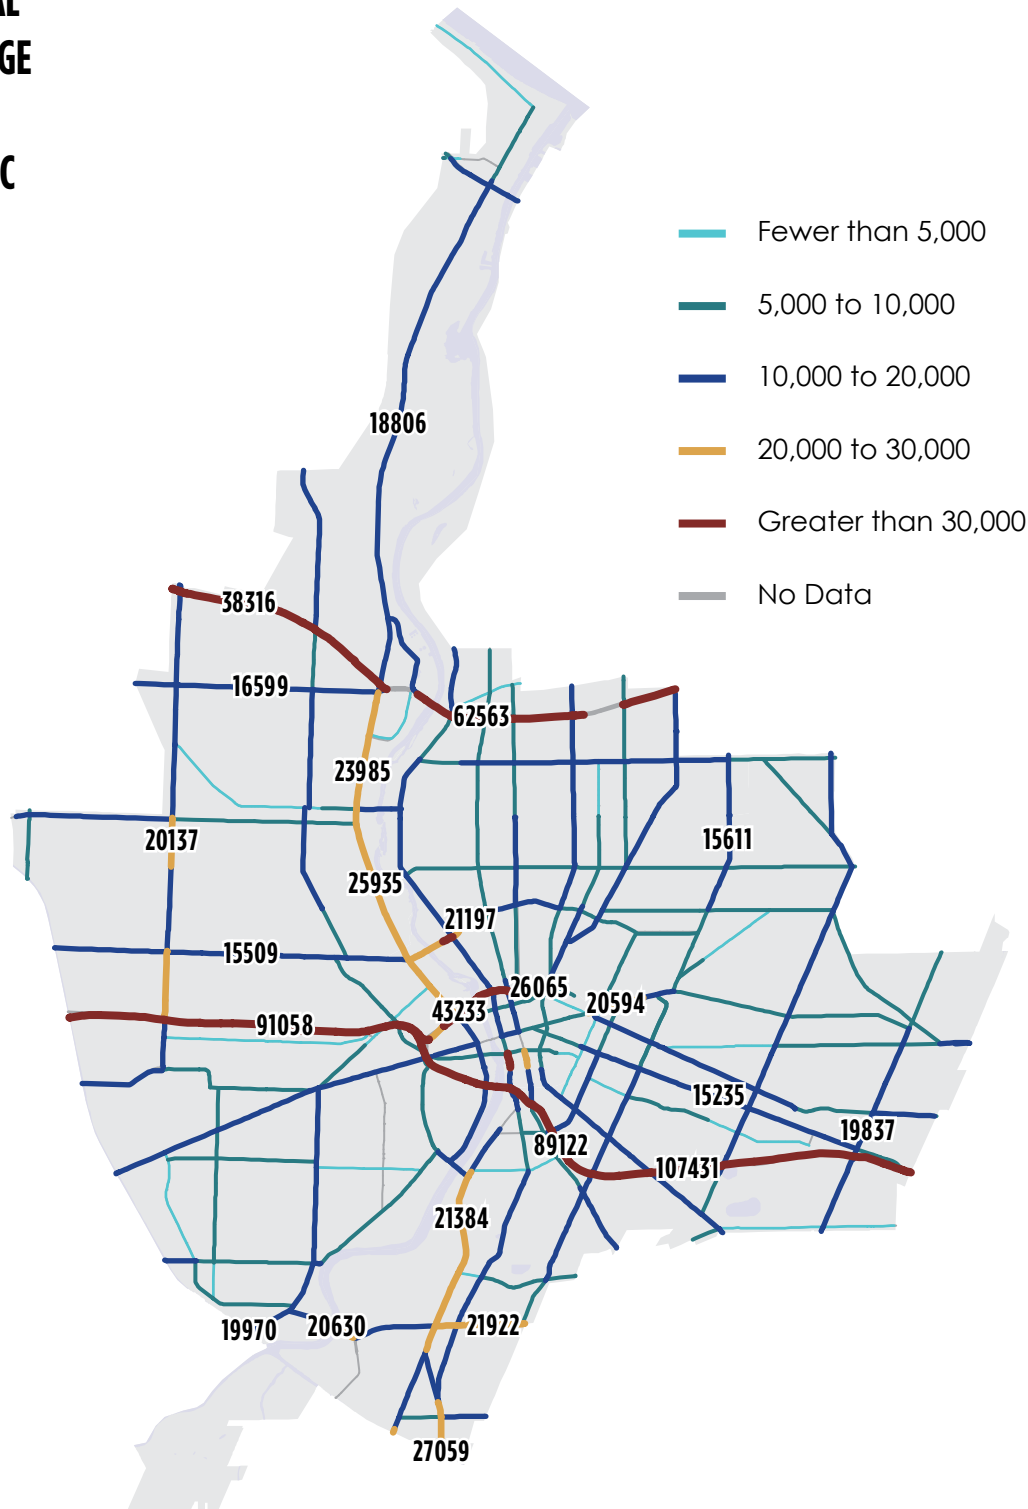 AL
GE
C
Fewer than 5,000
5,000 to 10,000
10,000 to 20,000
20,000 to 30,000
Greater than 30,000
No Data
18806
38316
16599
62563
23985
20137
15611
25935
21197
15509
26065
20594
43233
91058
15235
19837
89122
107431
21384
19970
20630
21922
27059